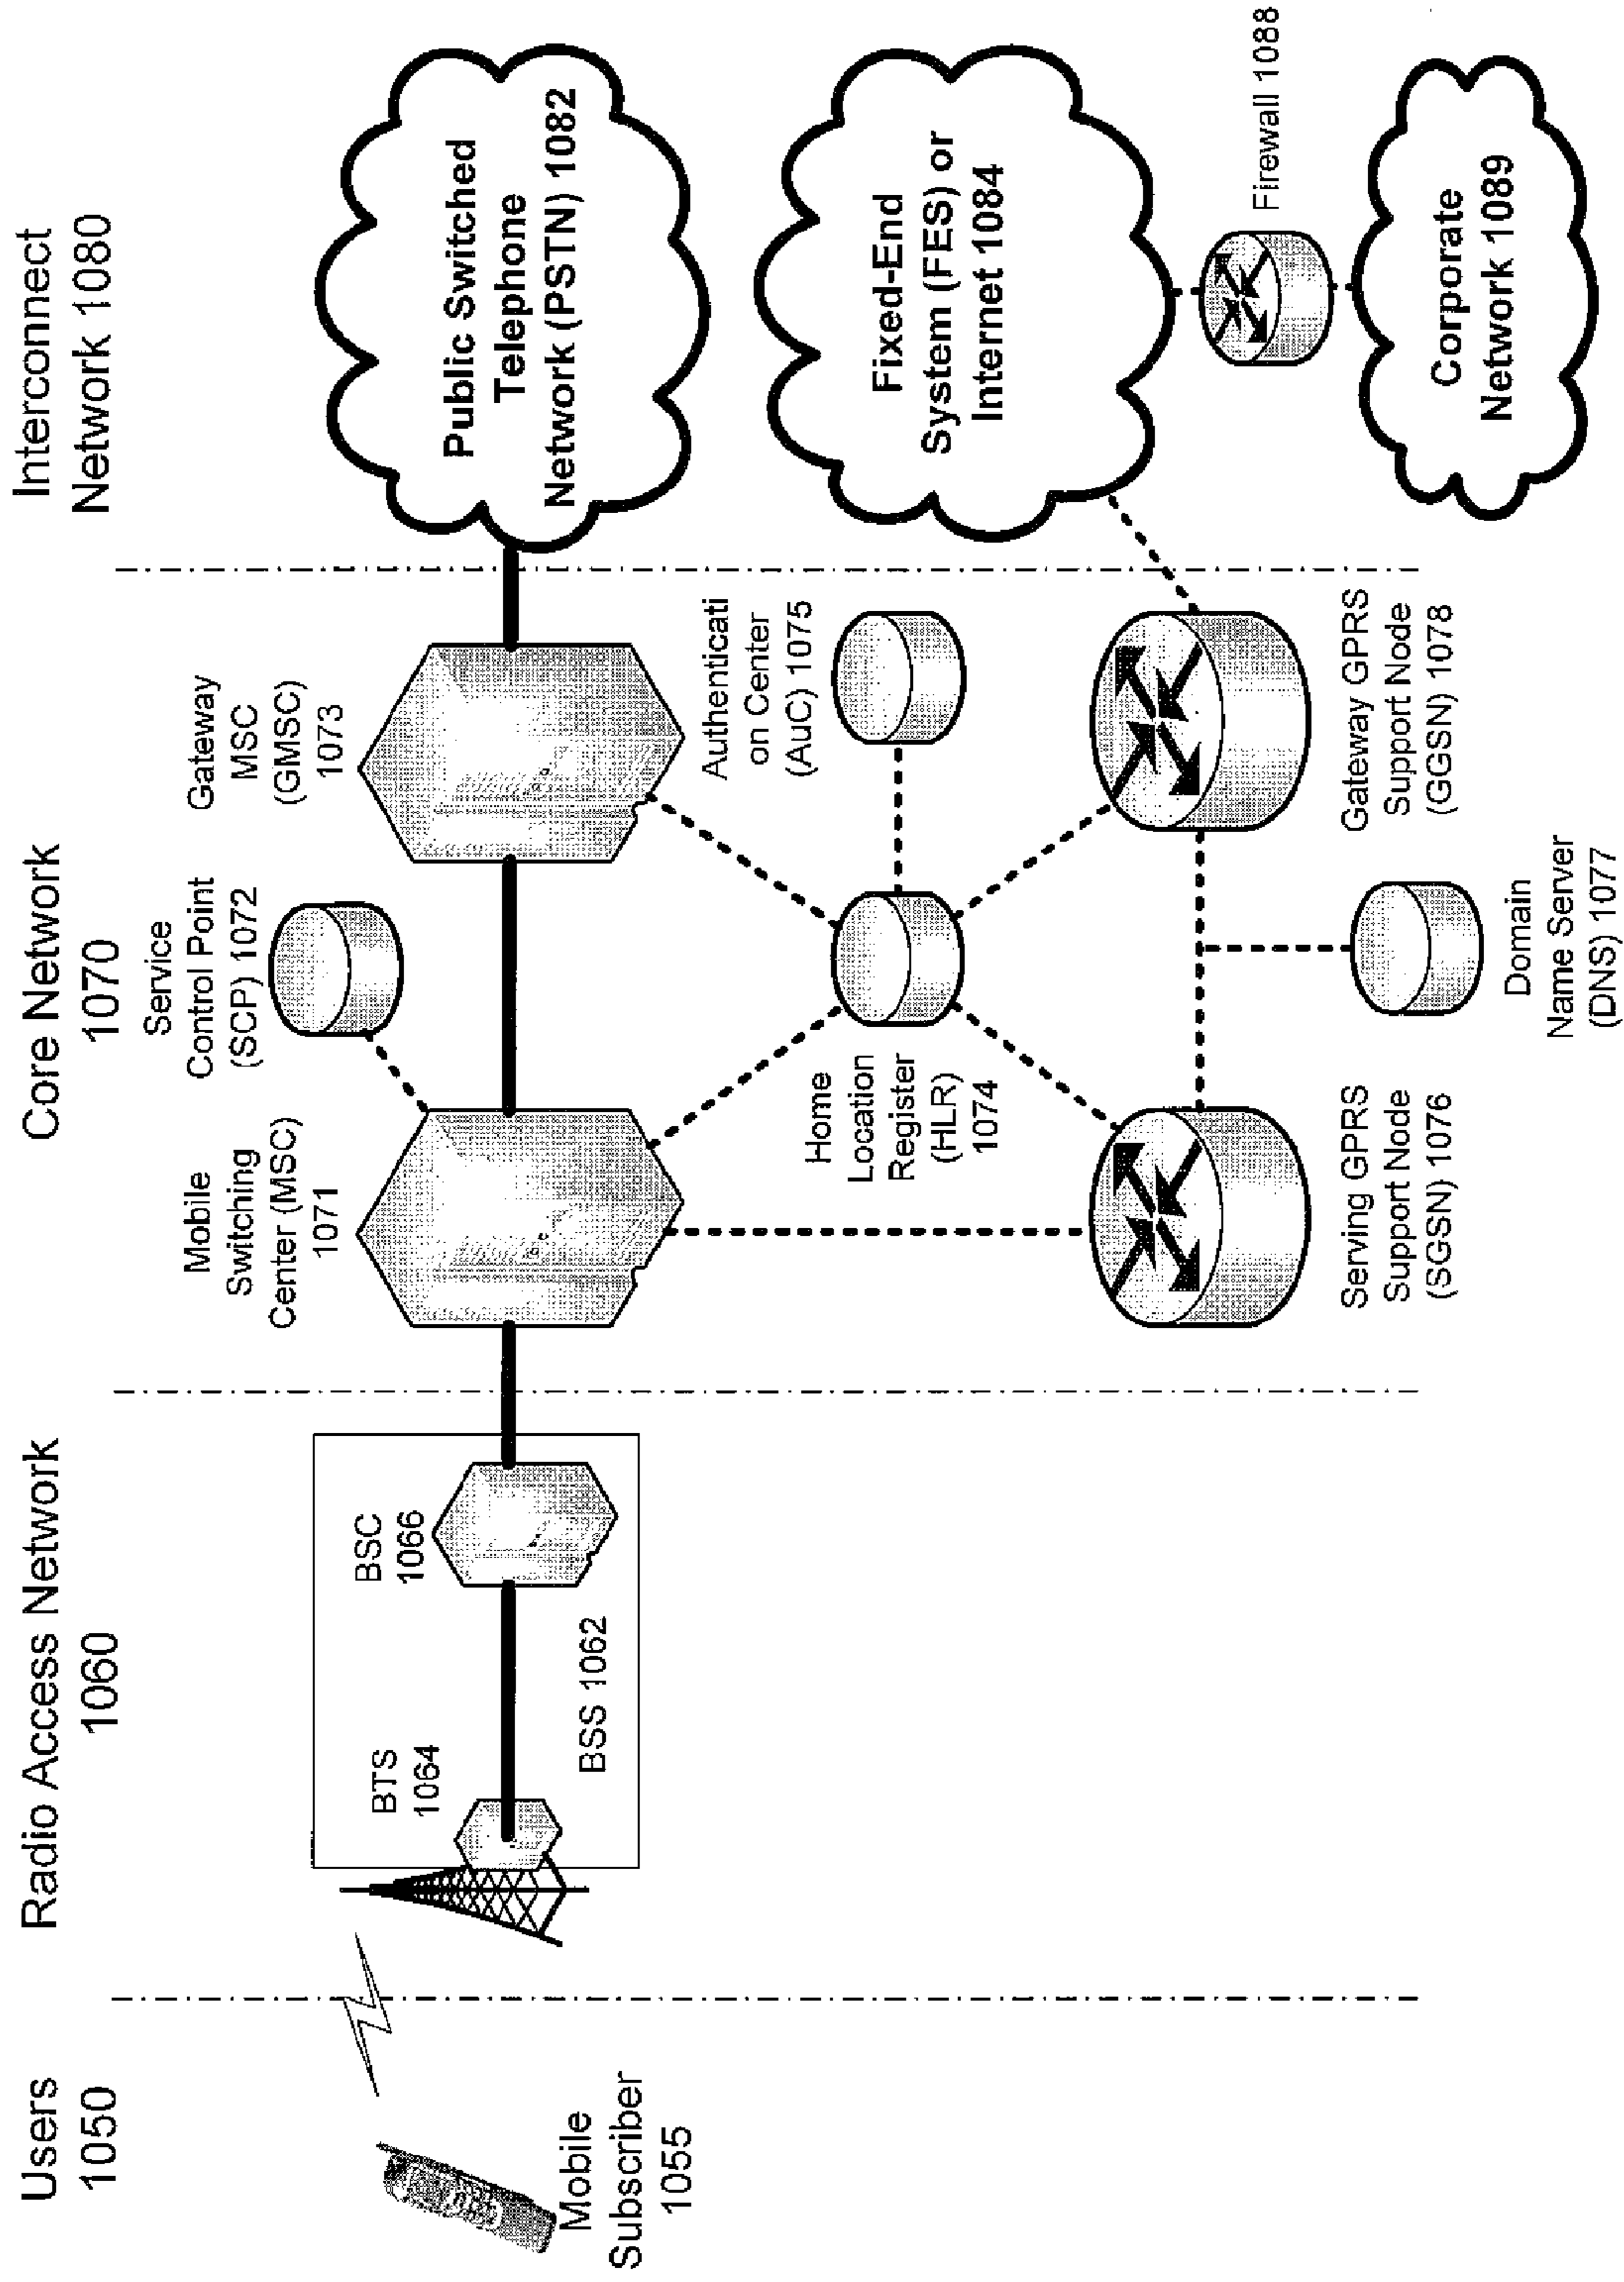 Users
1050
Radio Access Network
1060
Core Network
1070
Interconnect
Network 1080
Mobile
Subscriber
1055
BTS
1064
BSC
1066
BSS 1062
Mobile
Switching
Center (MSC)
1071
Service
Control Point
(SCP) 1072
Gateway
MSC
(GMSC)
1073
Home
Location
Register
(HLR)
1074
Authenticati
on Center
(AuC) 1075
Serving GPRS
Support Node
(SGSN) 1076
Domain
Name Server
(DNS) 1077
Gateway GPRS
Support Node
(GGSN) 1078
Public Switched
Telephone
Network (PSTN) 1082
Fixed-End
System (FES) or
Internet 1084
Firewall 1088
Corporate
Network 1089